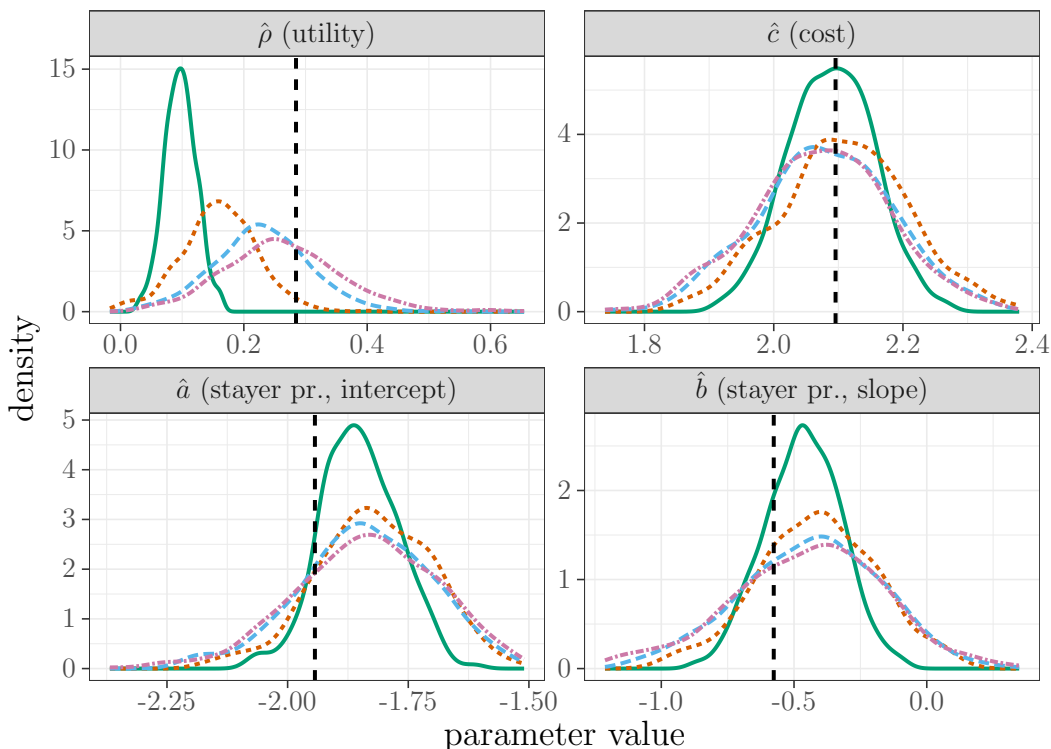 ρ̂ (utility)
ĉ (cost)
15
10
5
0
4
2
0
0.0 0.2 0.4 0.6
1.8 2.0 2.2 2.4
density
â (stayer pr., intercept)
b̂ (stayer pr., slope)
5
4
3
2
1
0
2
1
0
-2.25 -2.00 -1.75 -1.50
-1.0 -0.5 0.0
parameter value